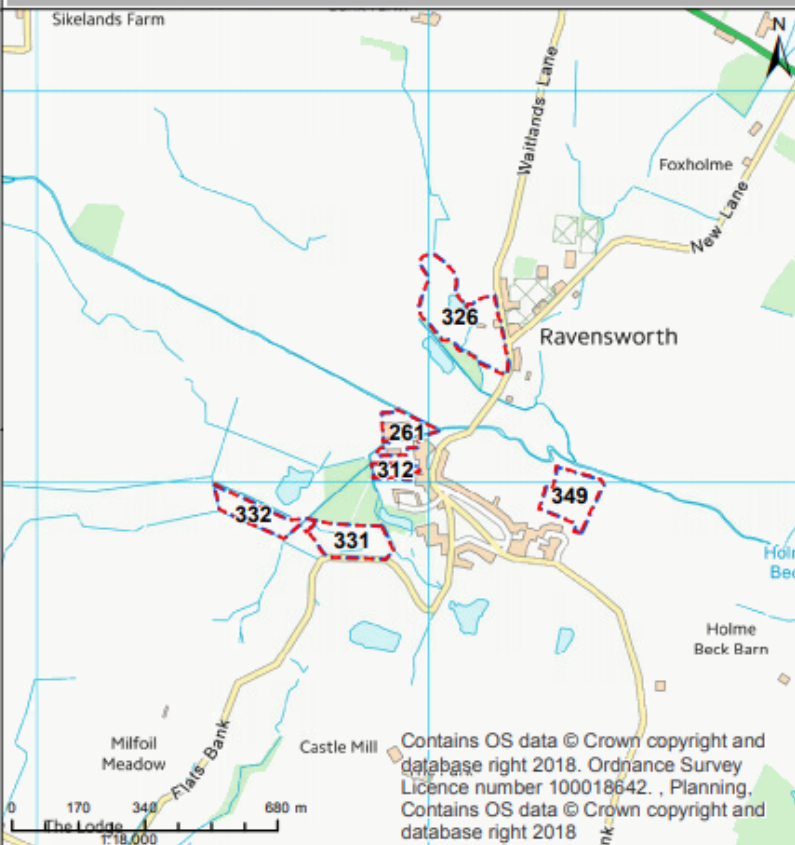 Sikelands Farm
N
Waitlands Lane
Foxholme
New Lane
326
Ravensworth
261
312
349
332
331
Holme
Beck Barn
Milfoil
Meadow
Flats Bank
Castle Mill
Contains OS data © Crown copyright and
database right 2018. Ordnance Survey
Licence number 100018642. , Planning,
Contains OS data © Crown copyright and
database right 2018
0 170 340 680 m
The Lodge
1:18,000